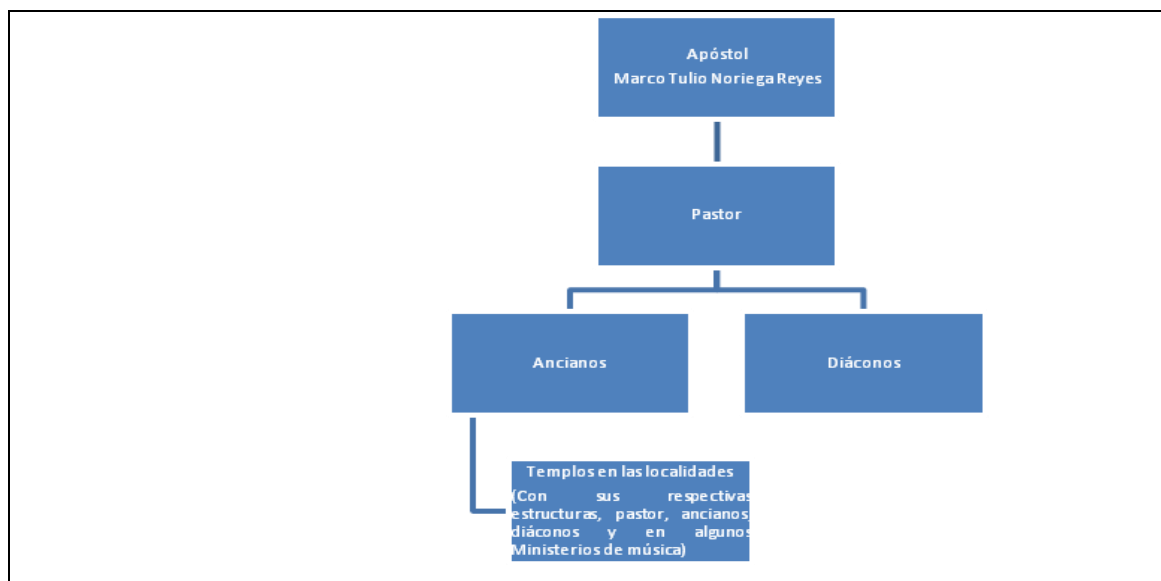 Apóstol
Marco Tulio Noriega Reyes
Pastor
Ancianos
Diáconos
Templos en las localidades
(Con sus respectivas
estructuras, pastor, ancianos,
diáconos y en algunos
Ministerios de música)